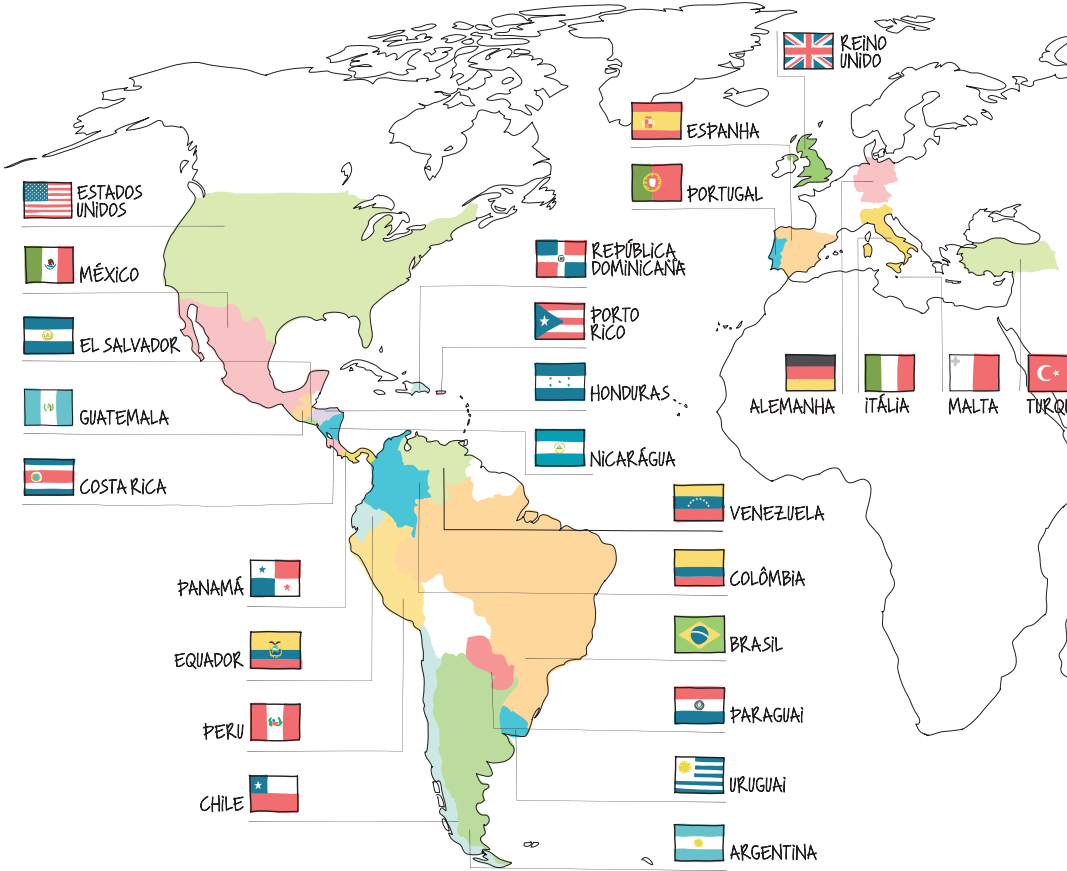 REINO
UNIDO
ESPANHA
PORTUGAL
ESTADOS
UNIDOS
MÉXICO
EL SALVADOR
GUATEMALA
COSTA RICA
REPÚBLICA
DOMINICANA
PORTO
RICO
HONDURAS
NICARÁGUA
ALEMANHA
ITÁLIA
MALTA
TURQU
VENEZUELA
COLÔMBIA
BRASIL
PARAGUAI
URUGUAI
ARGENTINA
PANAMÁ
EQUADOR
PERU
CHILE